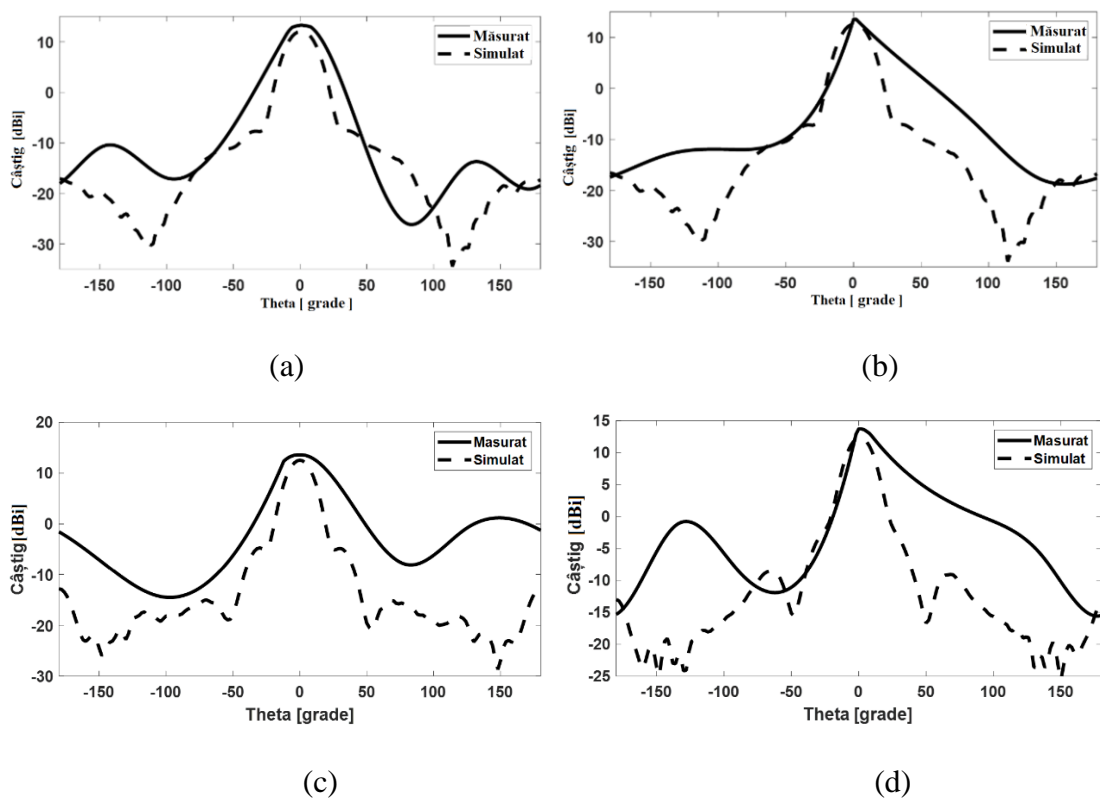 10
0
-10
-20
-30
Câștig [dBi]
Măsurat
Simulat
-150 -100 -50 0 50 100 150
Theta [ grade ]
(a)
10
0
-10
-20
-30
Câștig [dBi]
Măsurat
Simulat
-150 -100 -50 0 50 100 150
Theta [ grade ]
(b)
20
10
0
-10
-20
-30
Câștig[dBi]
Masurat
Simulat
-150 -100 -50 0 50 100 150
Theta [grade]
(c)
15
10
5
0
-5
-10
-15
-20
-25
Câștig [dBi]
Masurat
Simulat
-150 -100 -50 0 50 100 150
Theta [grade]
(d)